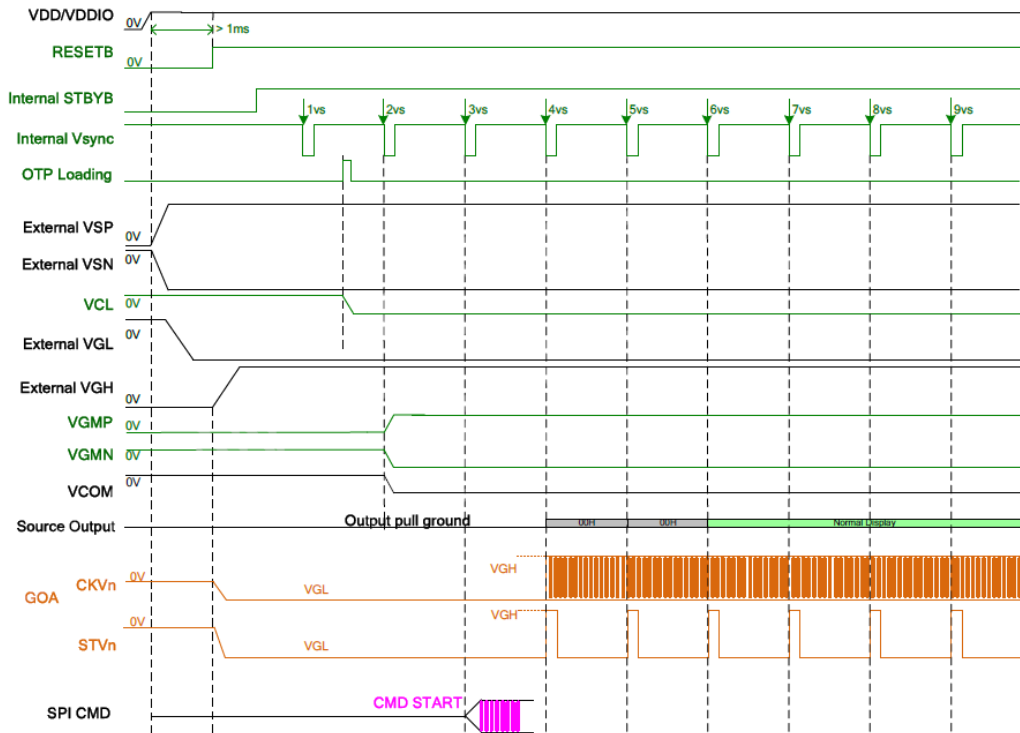 VDD/VDDIO 0V > 1ms
RESETB 0V
Internal STBYB
1vs 2vs 3vs 4vs 5vs 6vs 7vs 8vs 9vs
Internal Vsync
OTP Loading
External VSP 0V
External VSN 0V
VCL 0V
External VGL 0V
External VGH 0V
VGMP 0V
VGMN 0V
VCOM 0V
Source Output Output pull ground 00H 00H Normal Display
GOA CKVn 0V VGL VGH
STVn 0V VGL VGH
SPI CMD CMD START